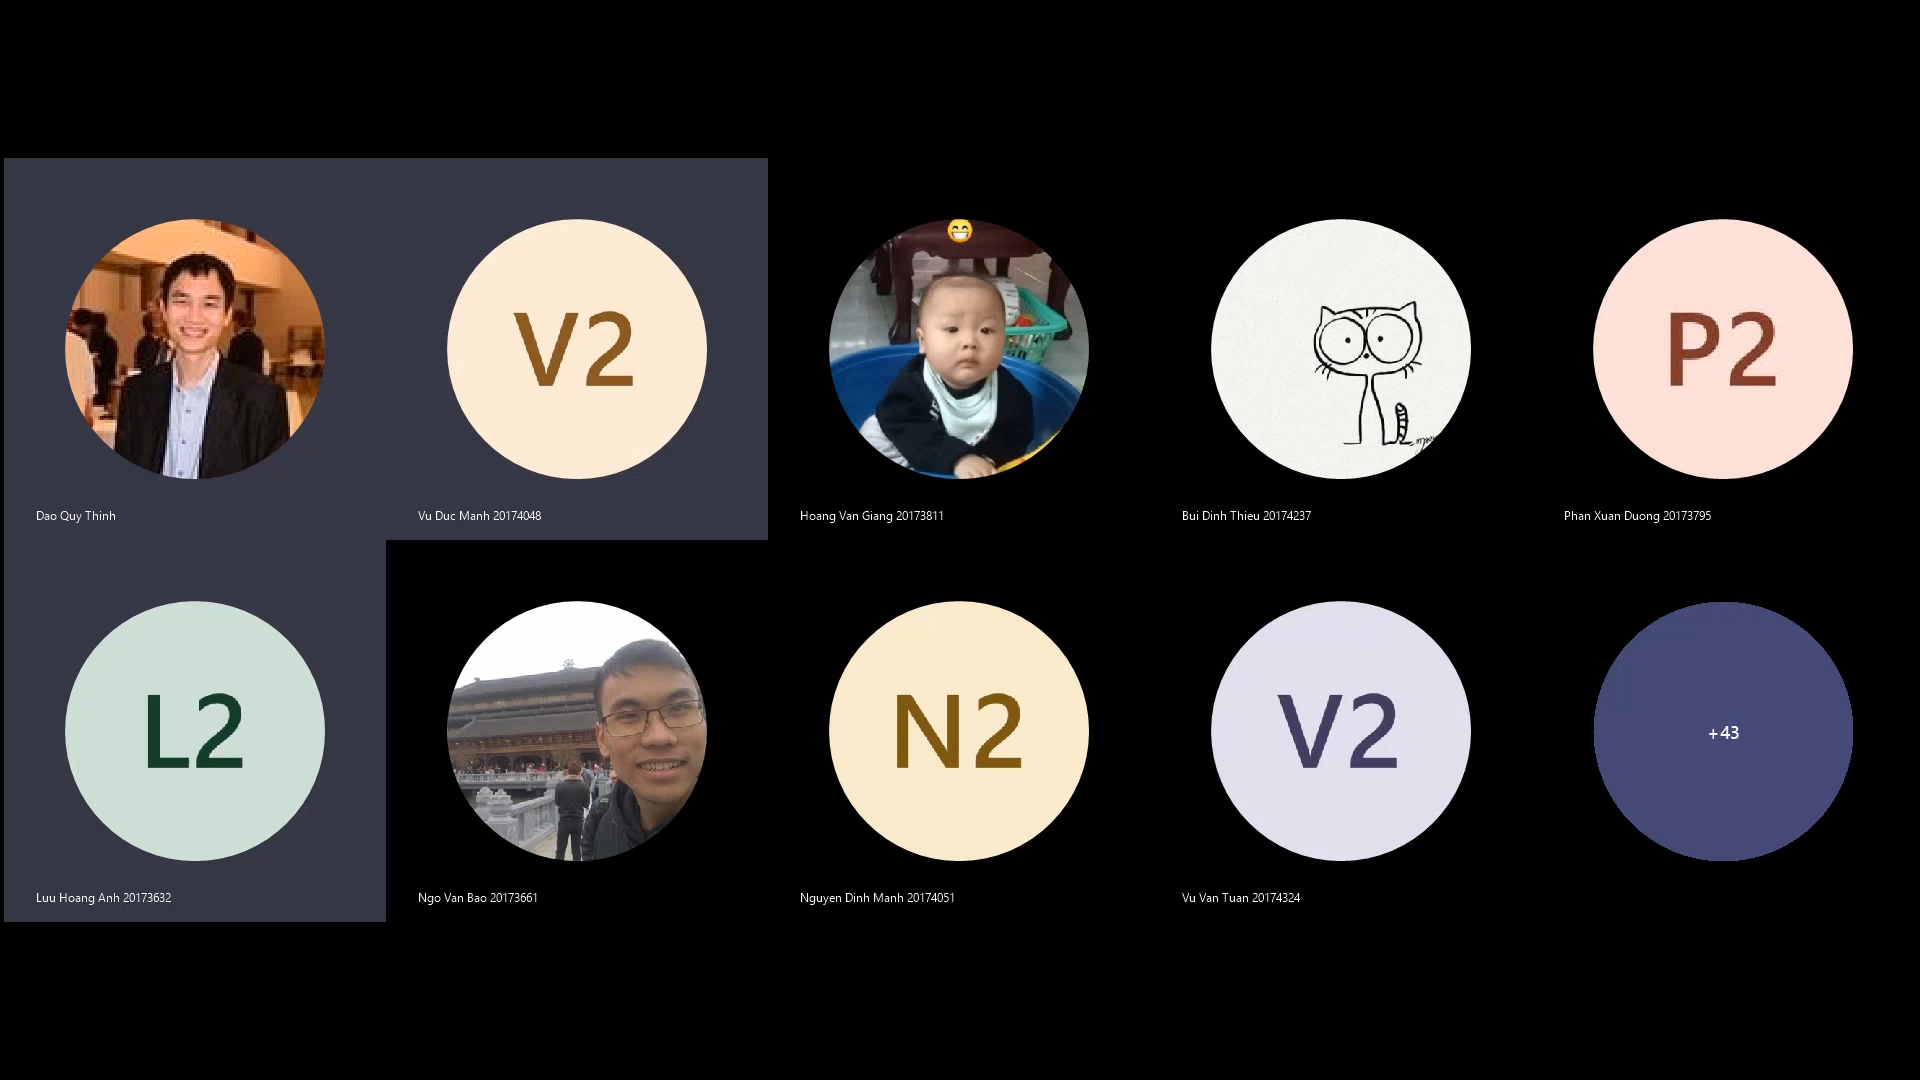 V2
P2
Dao Quy Thinh
Vu Duc Manh 20174048
Hoang Van Giang 20173811
Bui Dinh Thieu 20174237
Phan Xuan Duong 20173795
L2
N2
V2
+43
Luu Hoang Anh 20173632
Ngo Van Bao 20173661
Nguyen Dinh Manh 20174051
Vu Van Tuan 20174324